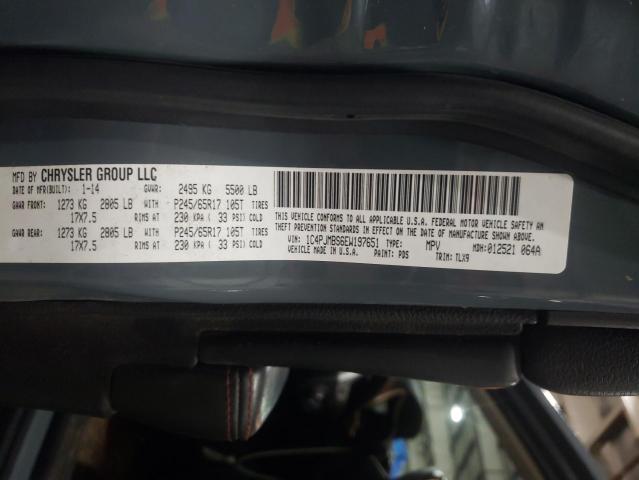 MFD BY CHRYSLER GROUP LLC
DATE OF MFR(BUILT): 1-14 GVWR: 2495 KG 5500 LB
GAWR FRONT: 1273 KG 2805 LB WITH P245/65R17 105T
17X7.5 RIMS AT 230 KPA ( 33 PSI) COLD
GAWR REAR: 1273 KG 2805 LB WITH P245/65R17 105T
17X7.5 RIMS AT 230 KPA ( 33 PSI) COLD
THIS VEHICLE CONFORMS TO ALL APPLICABLE U.S.A. FEDERAL MOTOR VEHICLE SAFETY, BUMPER AND
THEFT PREVENTION STANDARDS IN EFFECT ON THE DATE OF MANUFACTURE SHOWN ABOVE.
VIN: 1C4PJMBS6EW197651 TYPE: MPV MDH: 012521 064A
VEHICLE MADE IN U.S.A. PAINT: PDS TRIM: TLX9